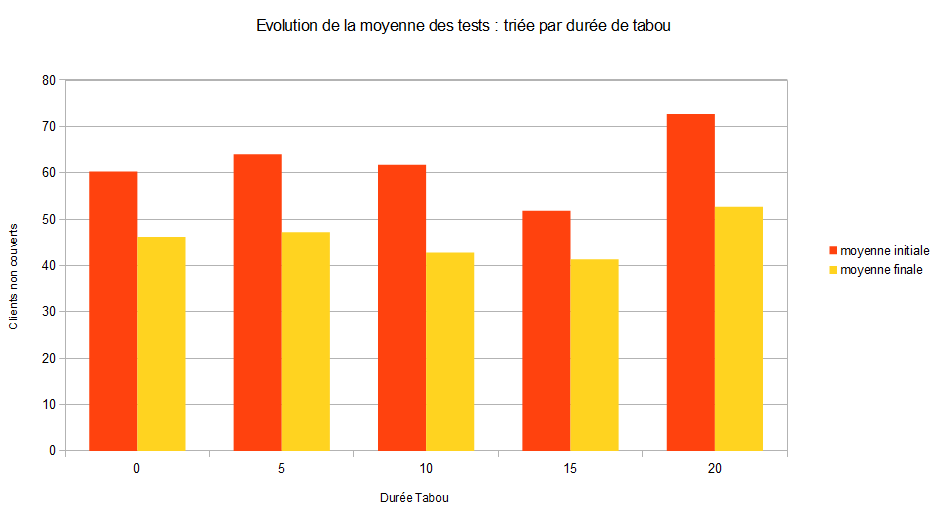 Evolution de la moyenne des tests : triée par durée de tabou
80
70
60
50
40
30
20
10
0
Clients non couverts
0 5 10 15 20
Durée Tabou
moyenne initiale
moyenne finale